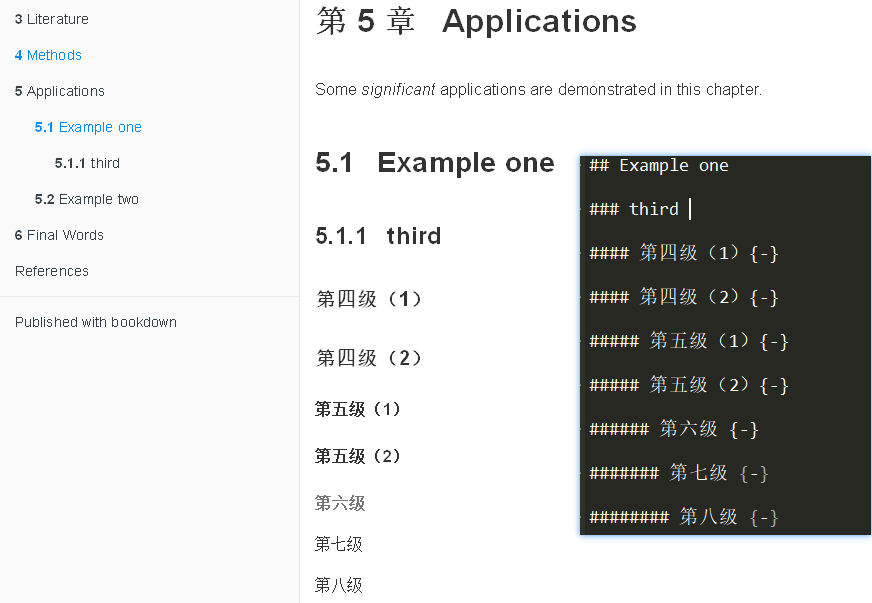 3 Literature
4 Methods
5 Applications
5.1 Example one
5.1.1 third
5.2 Example two
6 Final Words
References
Published with bookdown
第 5 章 Applications
Some significant applications are demonstrated in this chapter.
5.1 Example one
5.1.1 third
第四级（1）
第四级（2）
第五级（1）
第五级（2）
第六级
第七级
第八级
## Example one
### third
#### 第四级（1）{-}
#### 第四级（2）{-}
##### 第五级（1）{-}
##### 第五级（2）{-}
###### 第六级 {-}
####### 第七级 {-}
######## 第八级 {-}